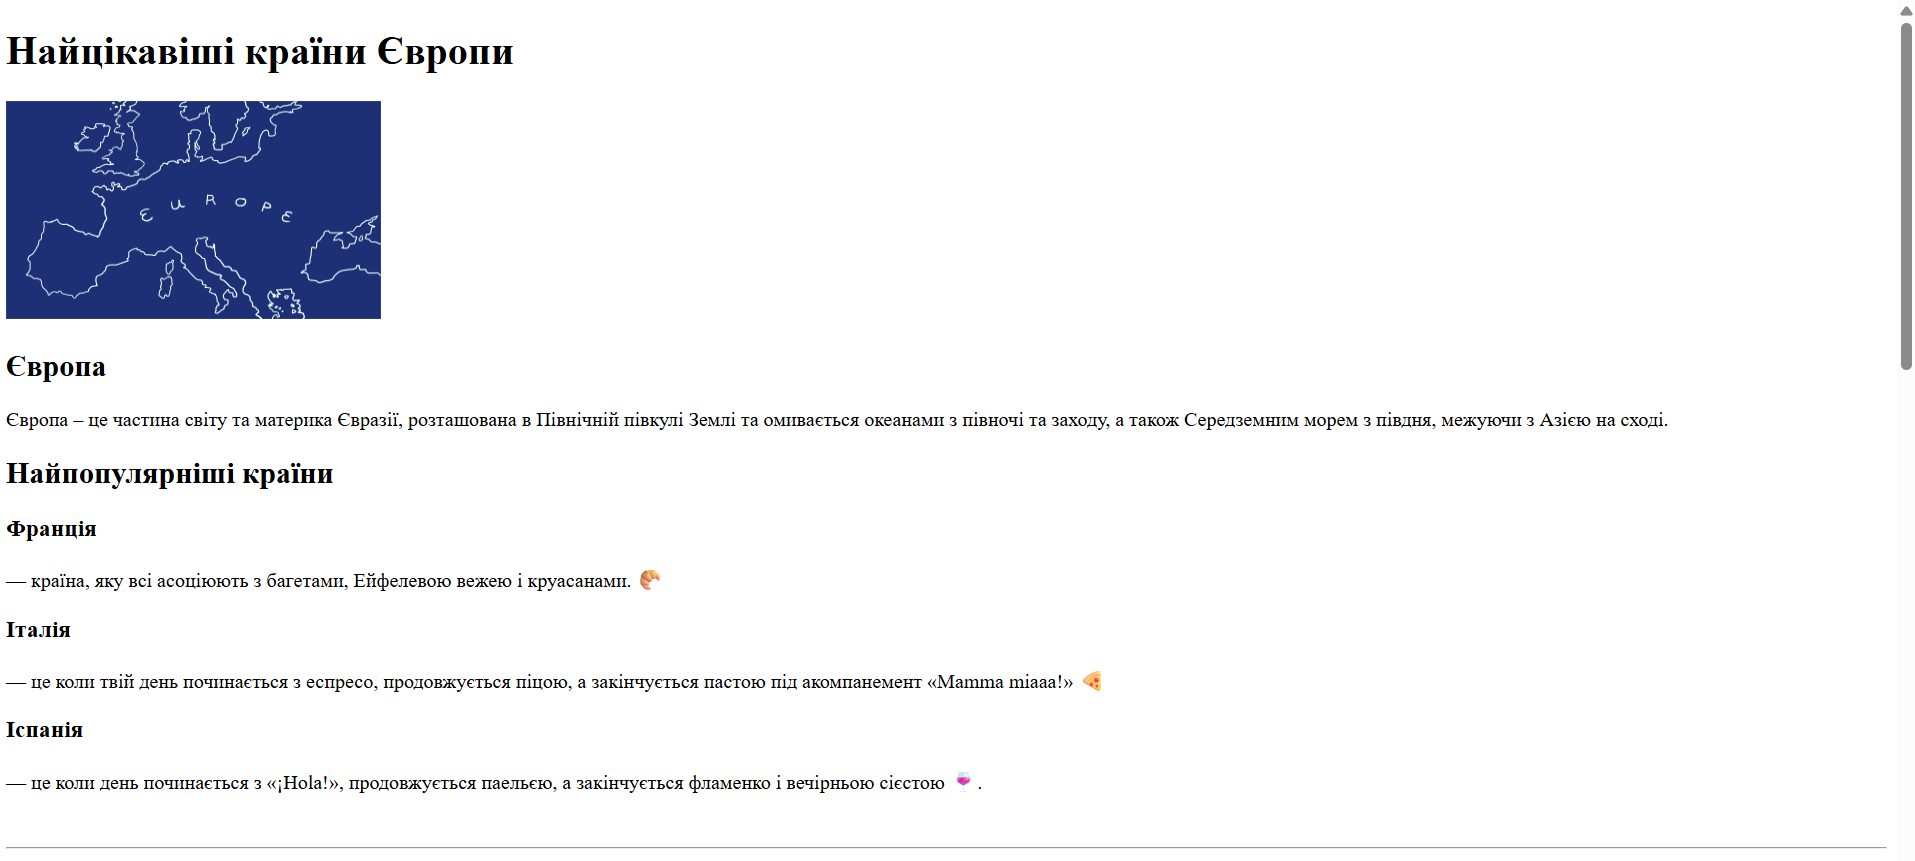 Найцікавіші країни Європи
EUROPE
Європа
Європа – це частина світу та материка Євразії, розташована в Північній півкулі Землі та омивається океанами з півночі та заходу, а також Середземним морем з півдня, межуючи з Азією на сході.
Найпопулярніші країни
Франція
— країна, яку всі асоціюють з багетами, Ейфелевою вежею і круасанами. 🥐
Італія
— це коли твій день починається з еспресо, продовжується піцою, а закінчується пастою під акомпанемент «Mamma miaaa!» 🍕
Іспанія
— це коли день починається з «¡Hola!», продовжується паельєю, а закінчується фламенко і вечірньою сієстою 🍷.